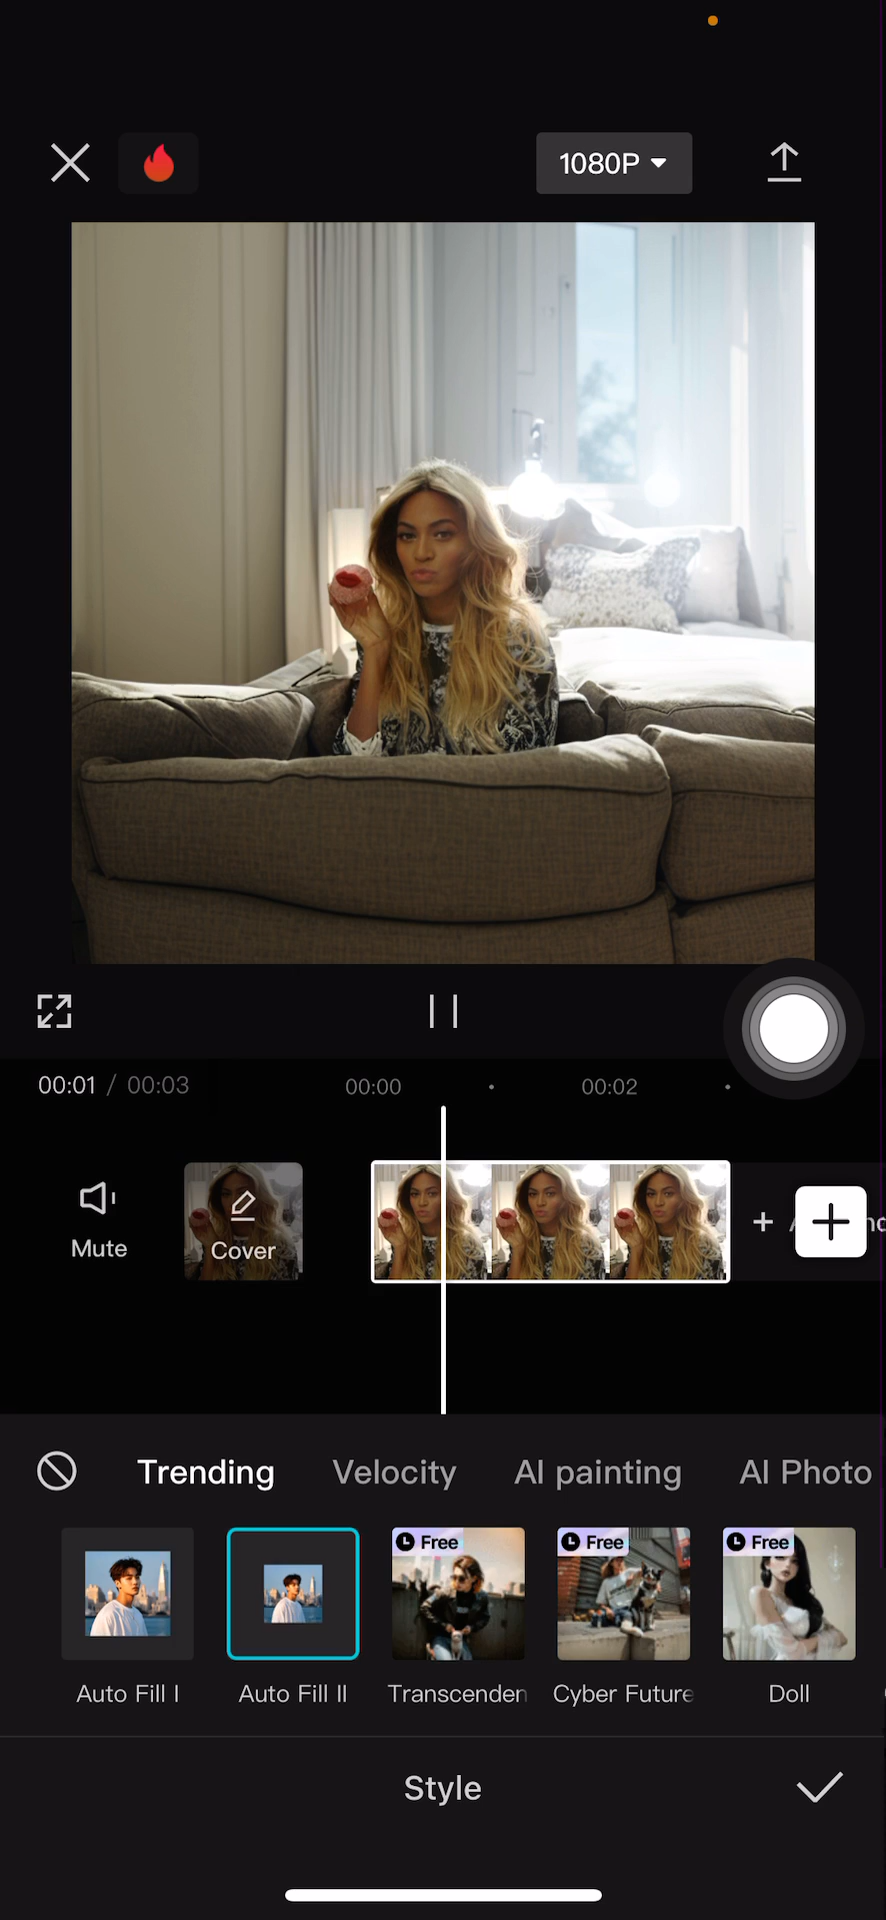 1080P
00:01 / 00:03
00:00
00:02
Mute
Cover
Trending
Velocity
AI painting
AI Photo
Free
Free
Free
Auto Fill I
Auto Fill II
Transcenden
Cyber Future
Doll
Style